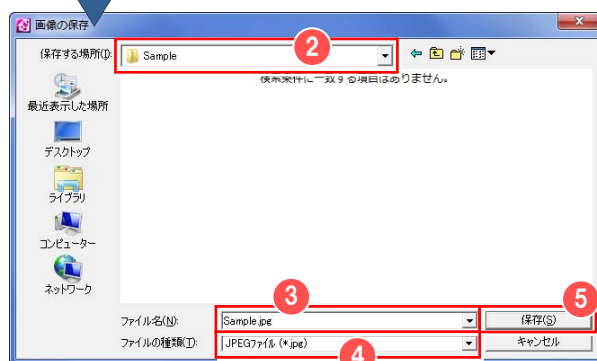 画像の保存
保存する場所(I): Sample 2
検索条件に一致する項目はありません。
最近表示した場所
デスクトップ
ライブラリ
コンピューター
ネットワーク
3 5
ファイル名(N): Sample.jpg 保存(S)
ファイルの種類(T): JPEGファイル (*.jpg) キャンセル
4